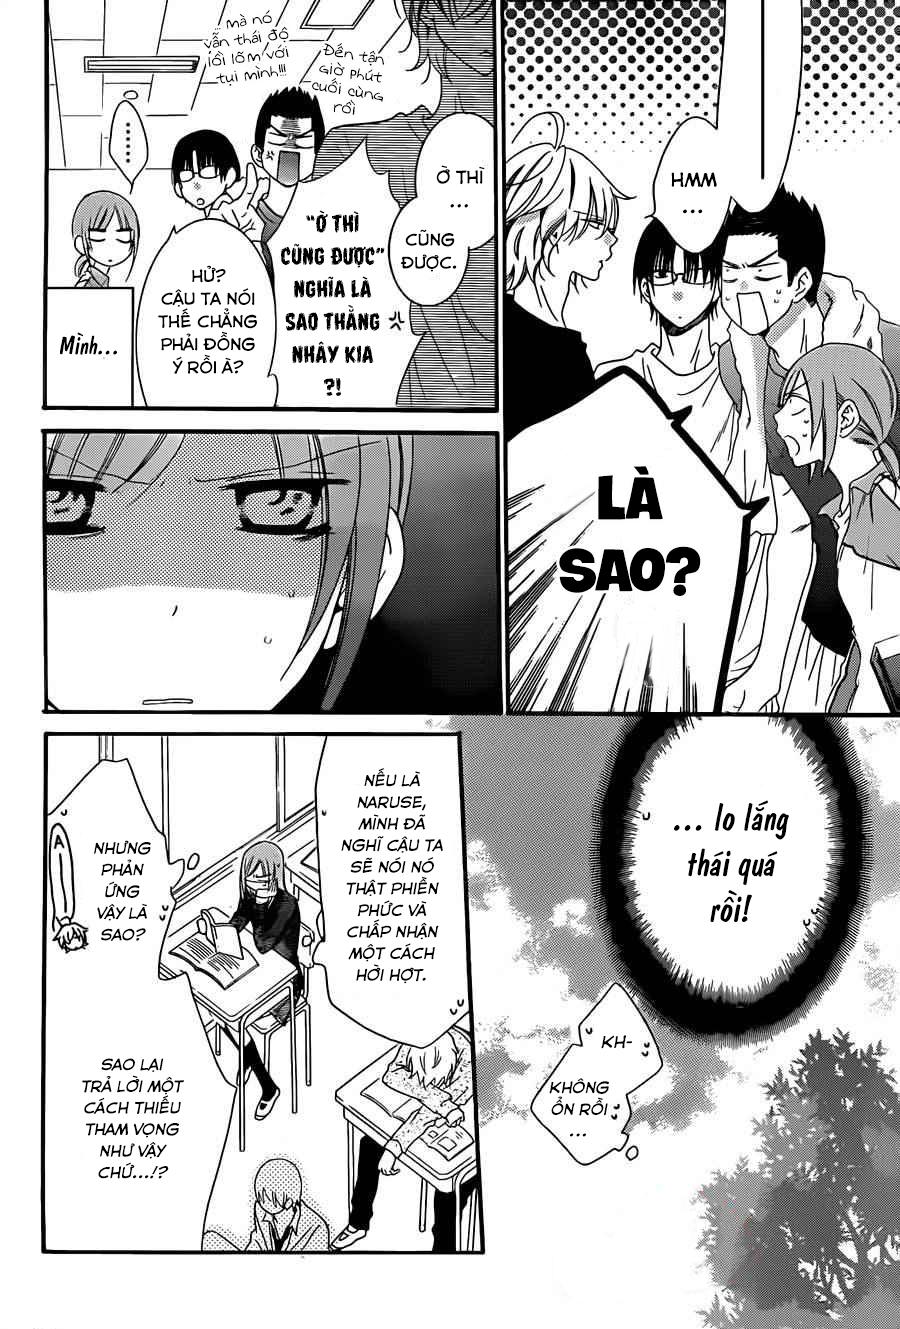 HMM
...
LÀ
SAO?
Ở THÌ
...
CŨNG
ĐƯỢC.
Đến tận
giờ phút
cuối cùng
rồi
... mà nó
vẫn thái độ
lồi lõm với
tụi mình!!!
"Ở THÌ
CŨNG ĐƯỢC"
NGHĨA LÀ
SAO THẰNG
NHÂY KIA
?!
HỬ?
CẬU TA NÓI
THẾ CHẲNG
PHẢI ĐỒNG
Ý RỒI À?
......
Mình...
... lo lắng
thái quá
rồi!
KH-
KHÔNG
ỔN RỒI
...
NẾU LÀ
NARUSE,
MÌNH ĐÃ
NGHĨ CẬU TA
SẼ NÓI NÓ
THẬT PHIỀN
PHỨC VÀ
CHẤP NHẬN
MỘT CÁCH
HỜI HỢT.
NHƯNG
PHẢN
ỨNG
VẬY LÀ
SAO?
A—
SAO LẠI
TRẢ LỜI MỘT
CÁCH THIẾU
THAM VỌNG
NHƯ VẬY
CHỨ....!?